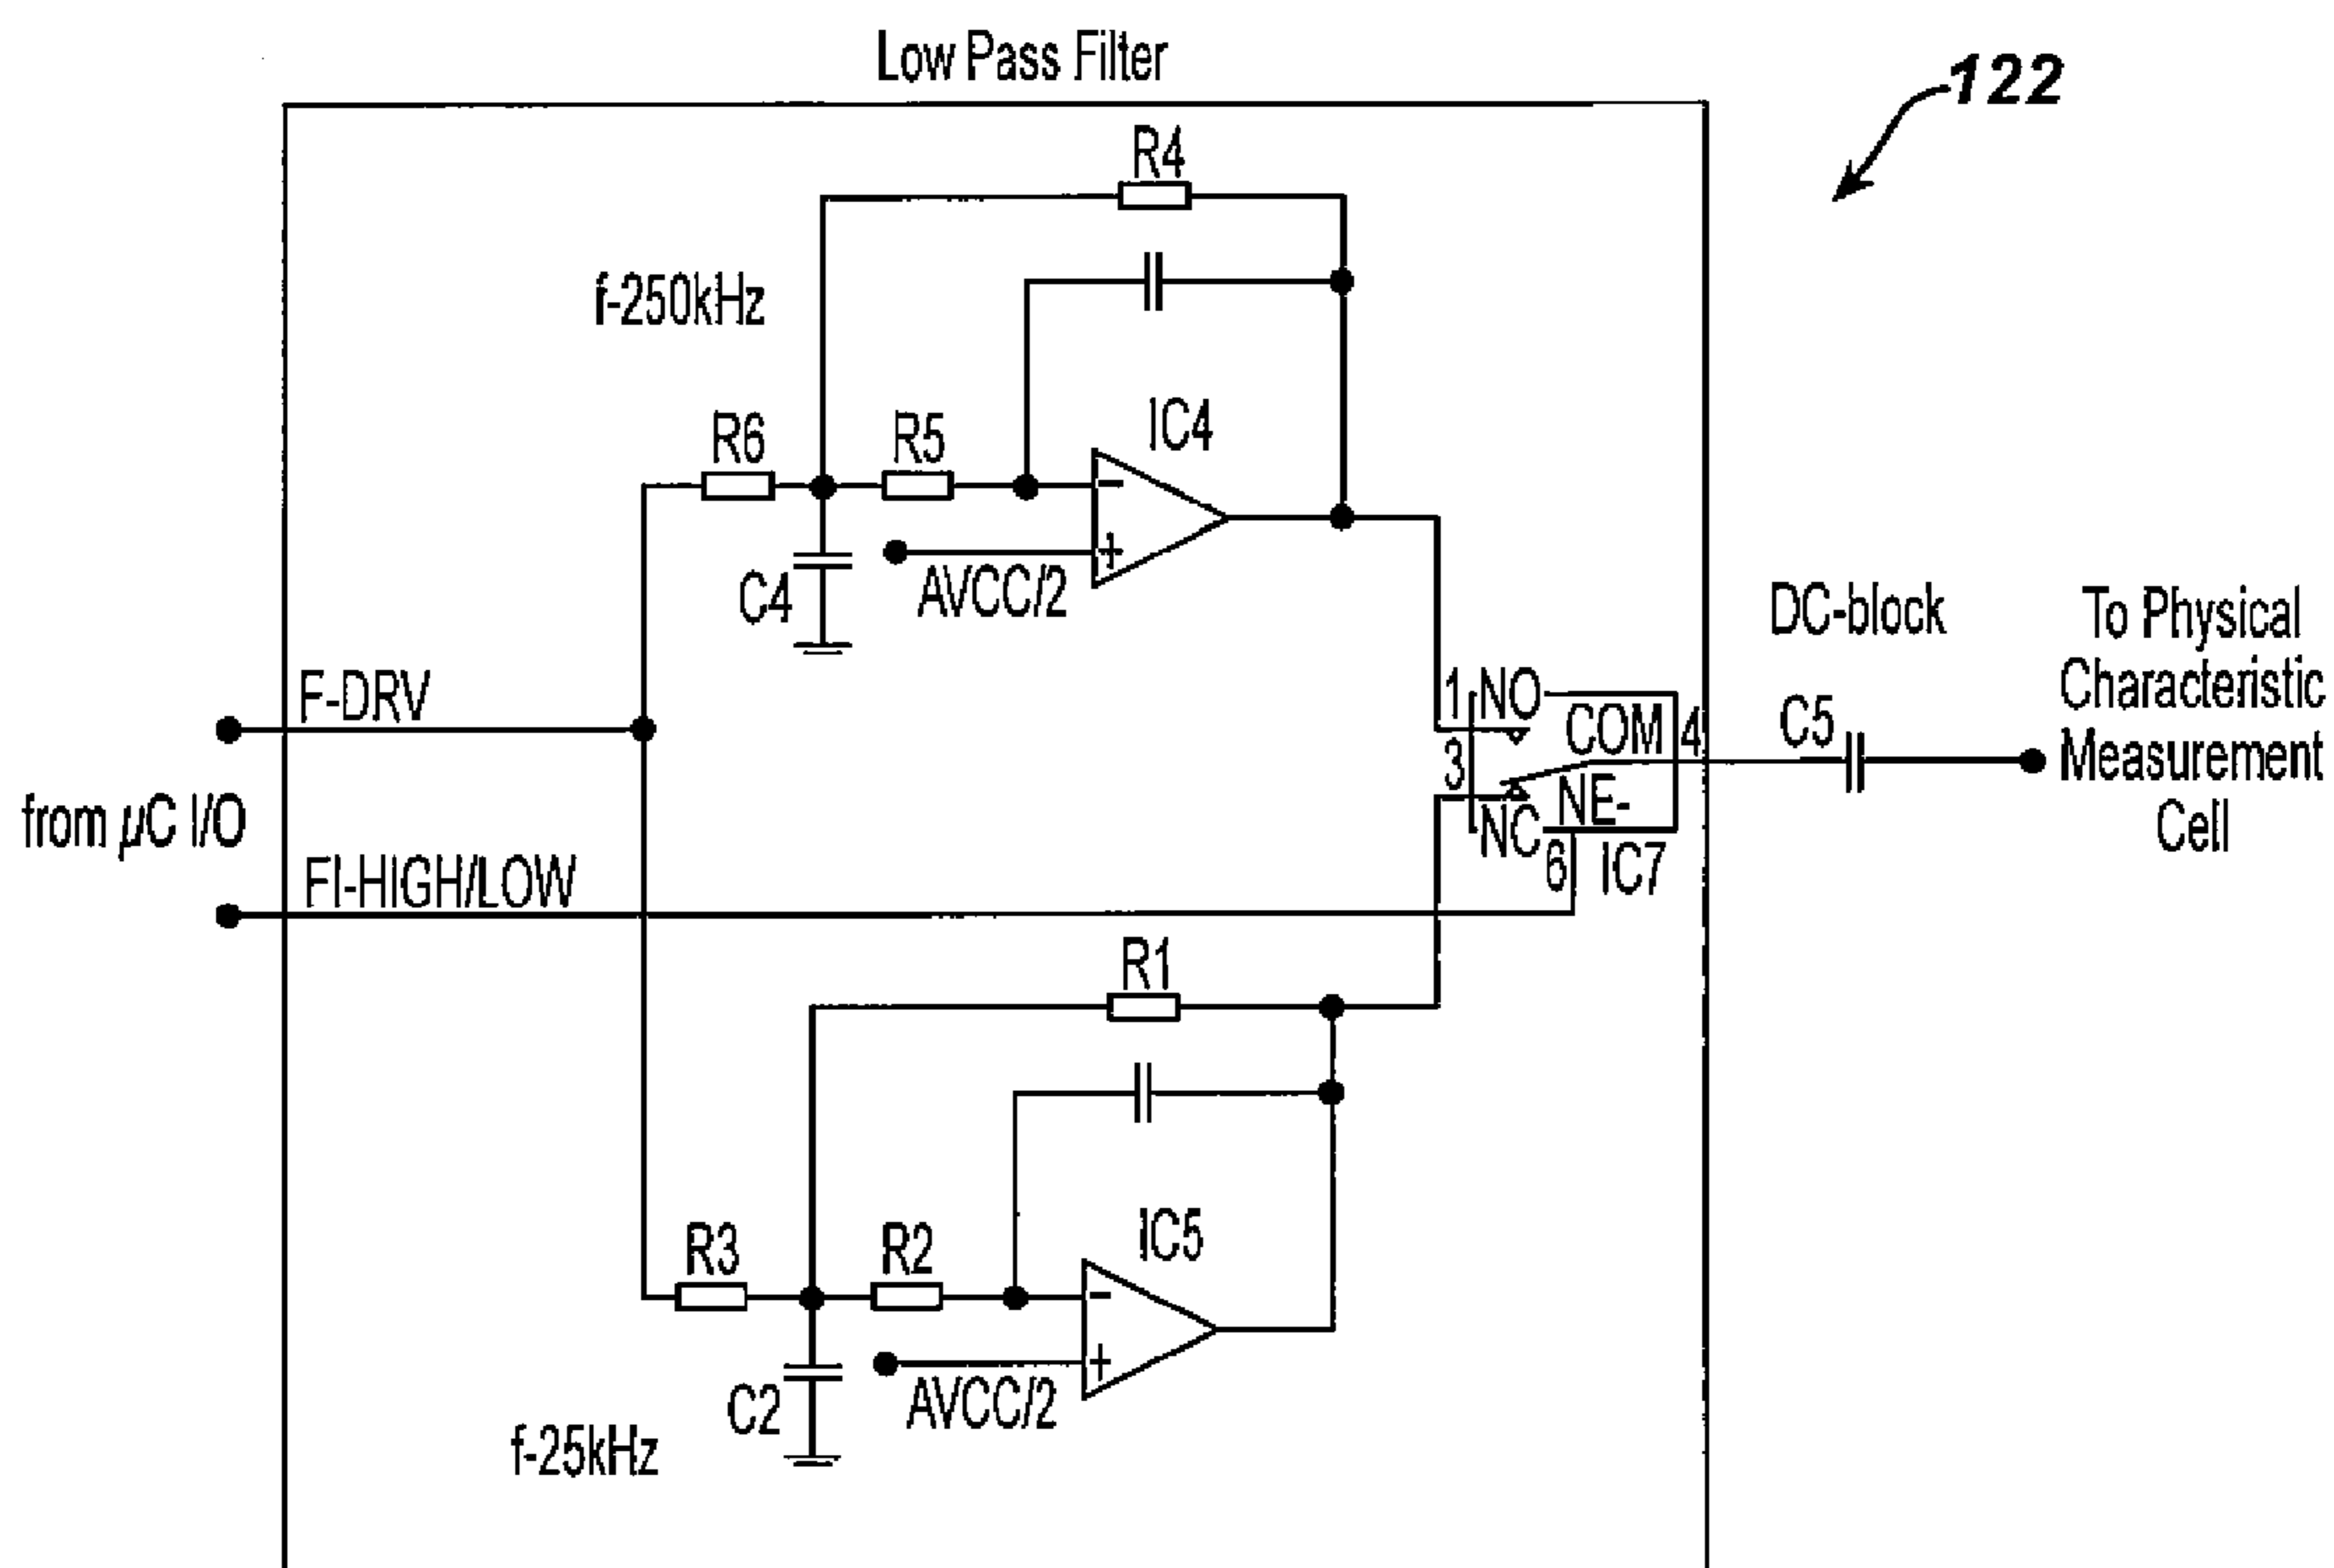 Low Pass Filter
122
R4
f-250kHz
R6
R5
IC4
-
+
C4
AVCC/2
DC-block
To Physical
Characteristic
Measurement
Cell
F-DRV
1
NO
COM
4
C5
3
NE-
NC
6
IC7
from µC I/O
FI-HIGH/LOW
R1
R3
R2
IC5
-
+
C2
AVCC/2
f-25kHz